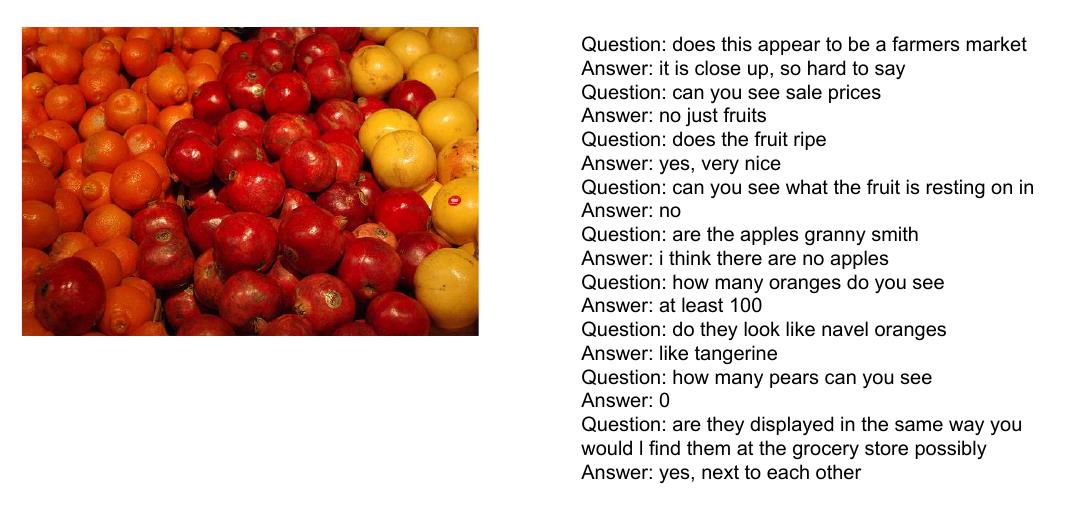 Question: does this appear to be a farmers market
Answer: it is close up, so hard to say
Question: can you see sale prices
Answer: no just fruits
Question: does the fruit ripe
Answer: yes, very nice
Question: can you see what the fruit is resting on in
Answer: no
Question: are the apples granny smith
Answer: i think there are no apples
Question: how many oranges do you see
Answer: at least 100
Question: do they look like navel oranges
Answer: like tangerine
Question: how many pears can you see
Answer: 0
Question: are they displayed in the same way you
would I find them at the grocery store possibly
Answer: yes, next to each other